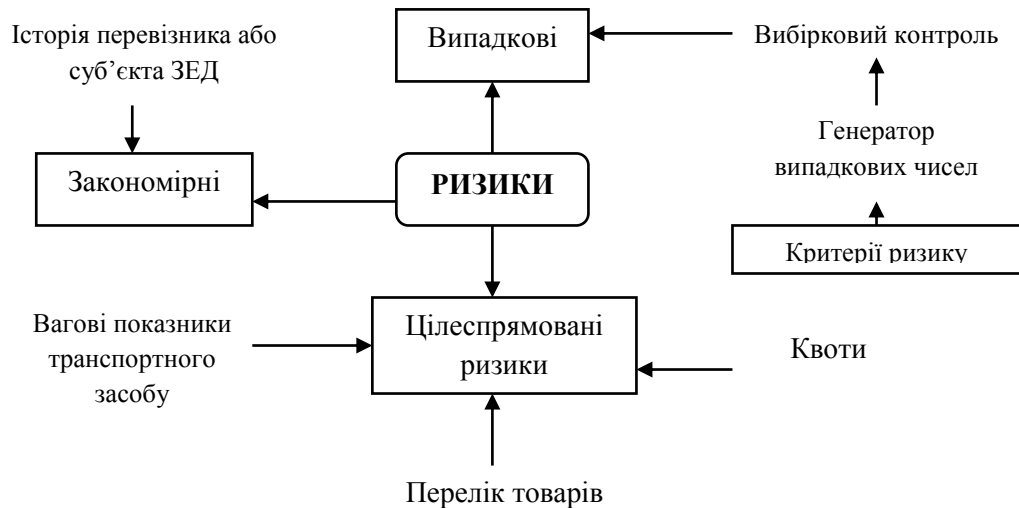 Історія перевізника або
суб’єкта ЗЕД
Випадкові
Вибірковий контроль
Генератор
випадкових чисел
Закономірні
РИЗИКИ
Критерії ризику
Вагові показники
транспортного
засобу
Цілеспрямовані
ризики
Квоти
Перелік товарів